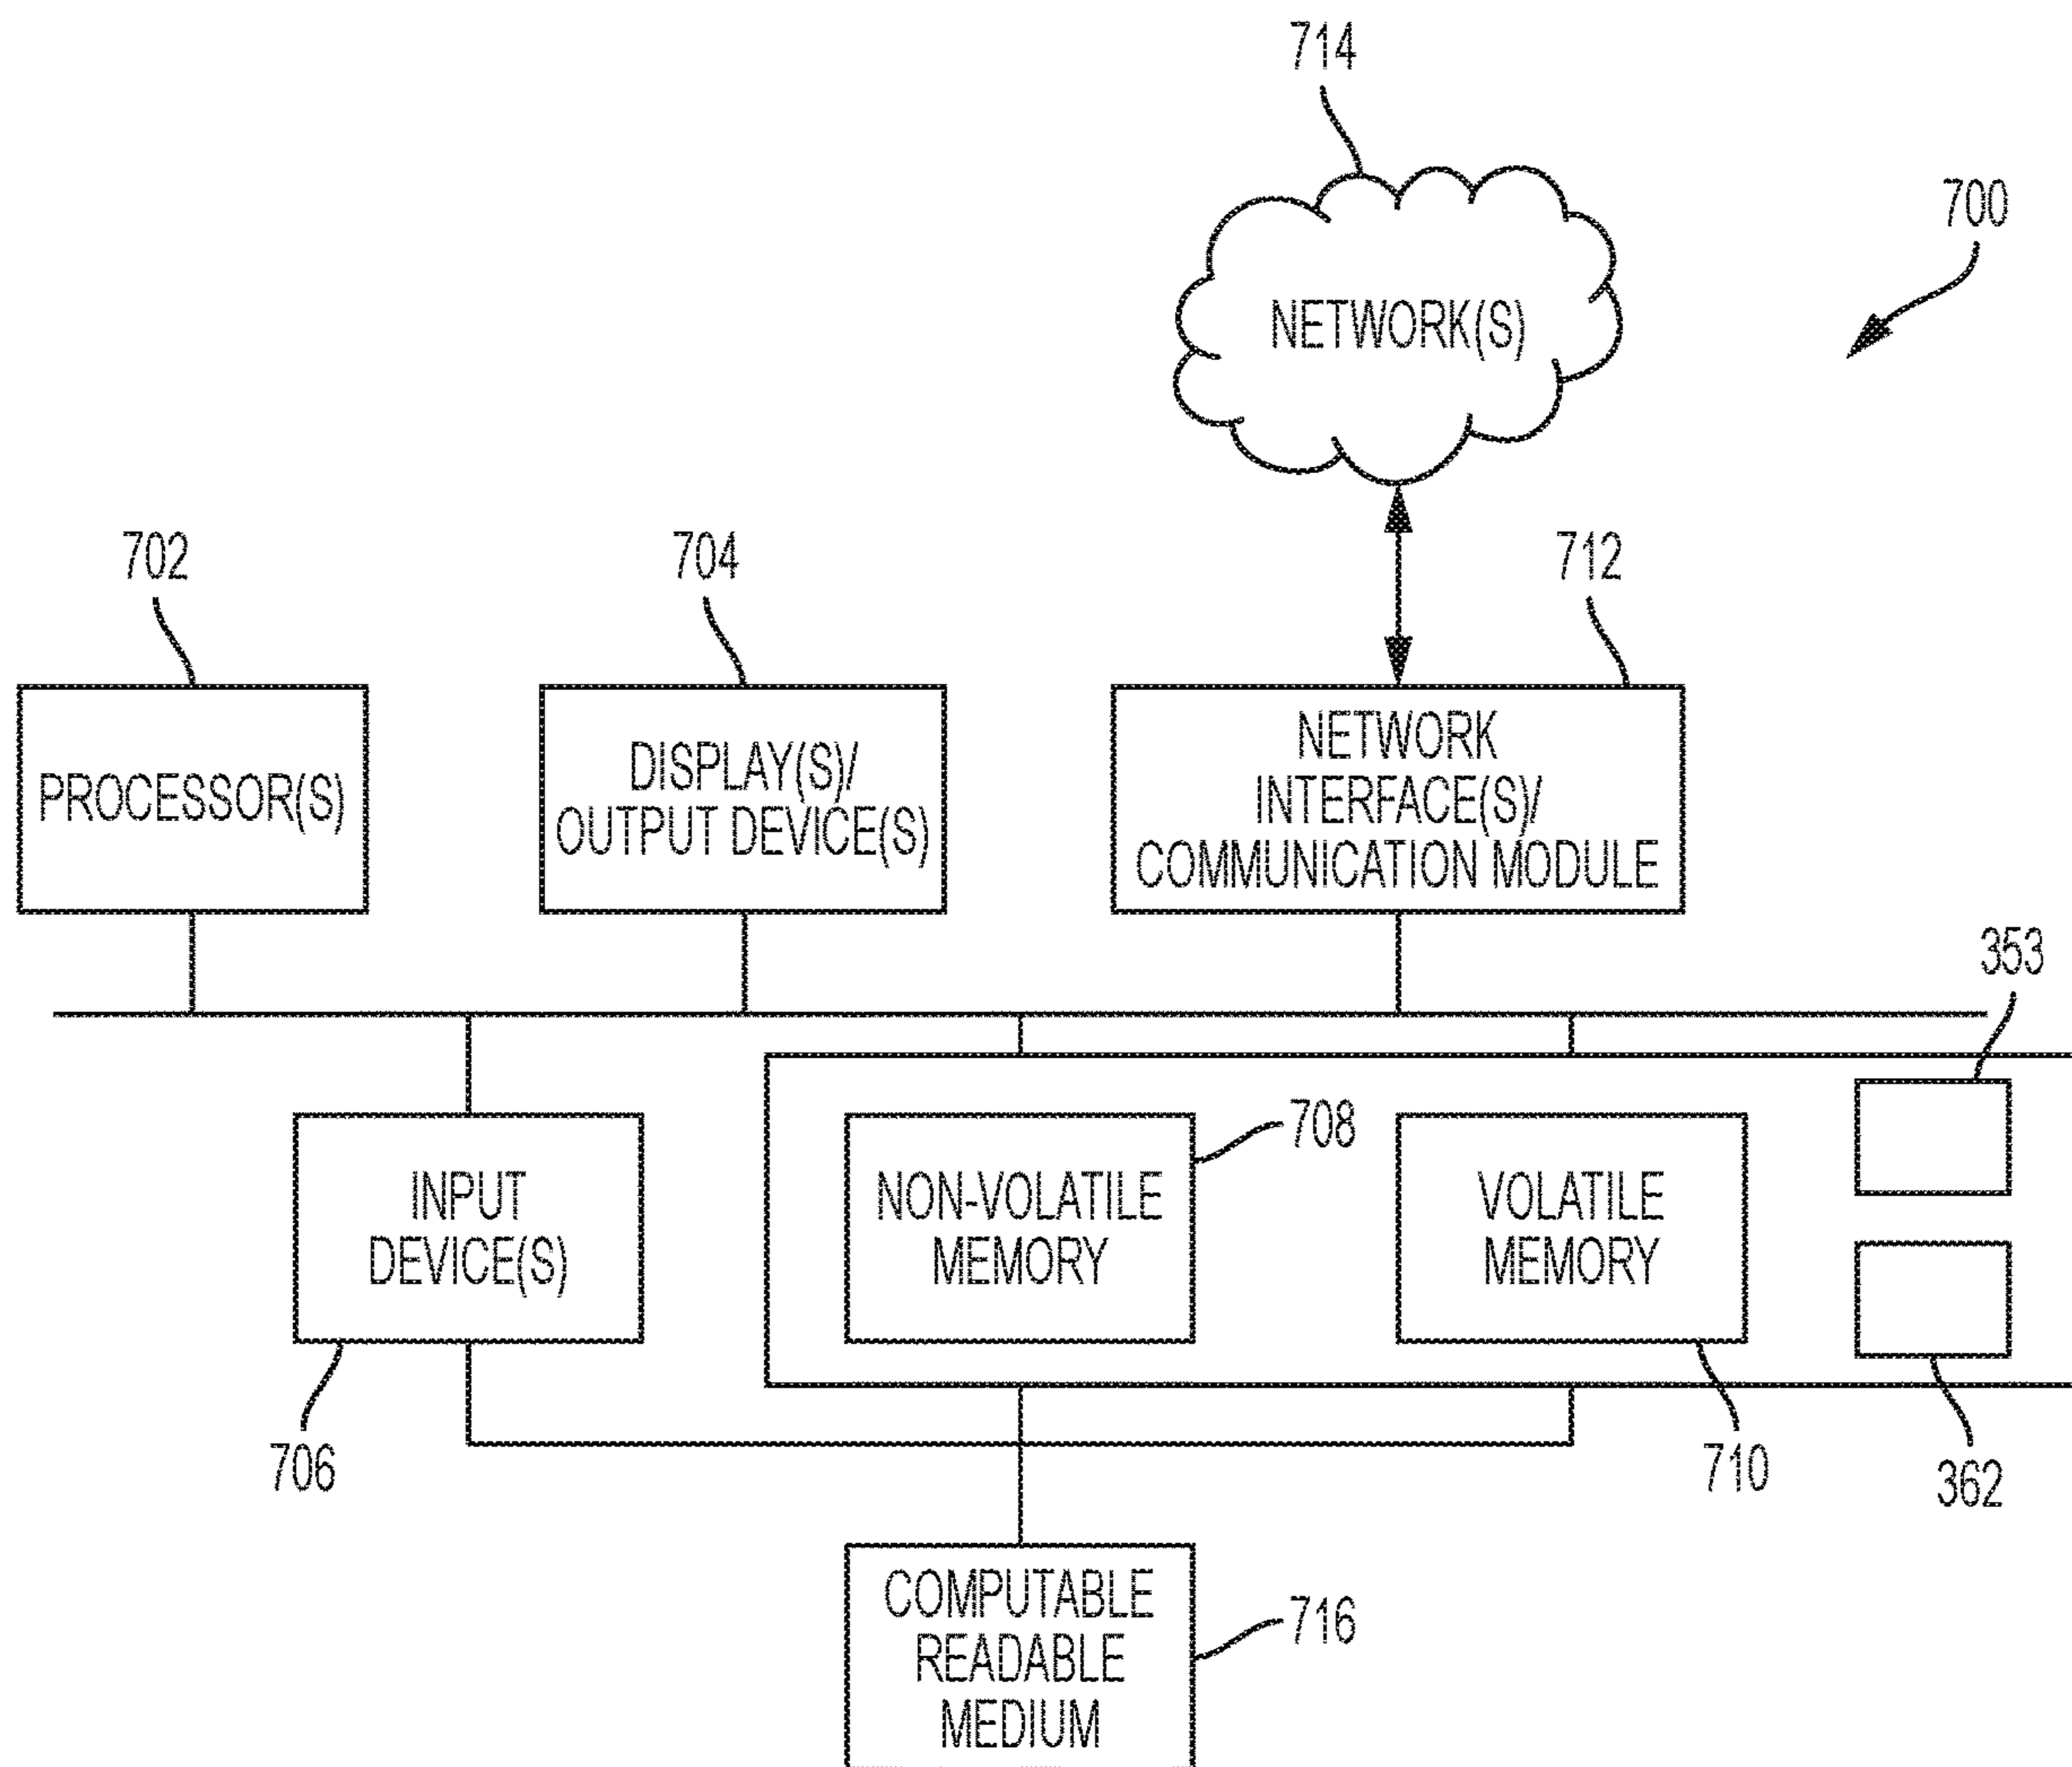 714
700
NETWORK(S)
702
704
712
PROCESSOR(S)
DISPLAY(S)/
OUTPUT DEVICE(S)
NETWORK
INTERFACE(S)/
COMMUNICATION MODULE
353
708
INPUT
DEVICE(S)
NON-VOLATILE
MEMORY
VOLATILE
MEMORY
706
710
362
COMPUTABLE
READABLE
MEDIUM
716